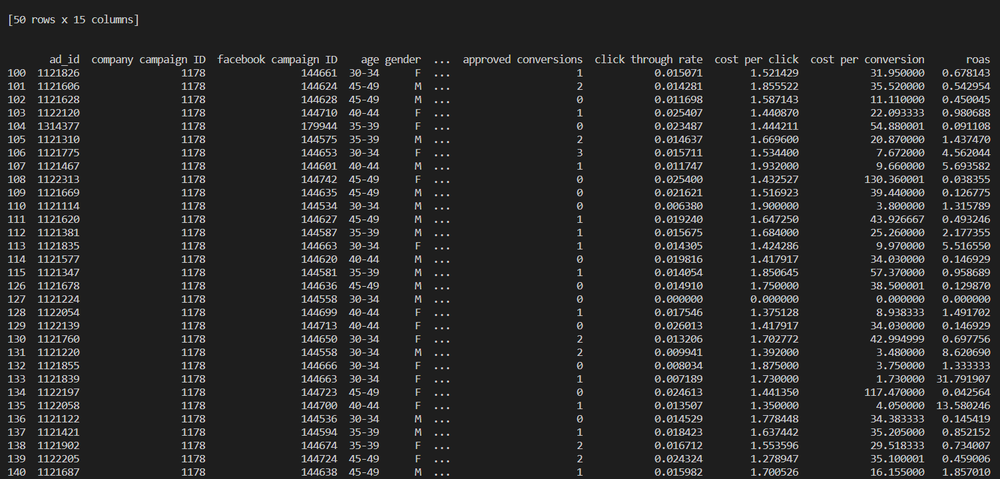 [50 rows x 15 columns]
ad_id company campaign ID facebook campaign ID age gender ... approved conversions click through rate cost per click cost per conversion roas
100 1121826 1178 144661 30-34 F ... 1 0.015071 1.521429 31.950000 0.678143
101 1121606 1178 144624 45-49 M ... 2 0.014281 1.855522 35.520000 0.542954
102 1121628 1178 144628 45-49 M ... 0 0.011698 1.587143 11.110000 0.450045
103 1122120 1178 144710 40-44 F ... 1 0.025407 1.440870 22.093333 0.980688
104 1314377 1178 179944 35-39 F ... 0 0.023487 1.444211 54.880001 0.091108
105 1121310 1178 144575 35-39 M ... 2 0.014637 1.669600 20.870000 1.437470
106 1121775 1178 144653 30-34 F ... 3 0.015711 1.534400 7.672000 4.562044
107 1121467 1178 144601 40-44 M ... 1 0.011747 1.932000 9.660000 5.693582
108 1122313 1178 144742 45-49 F ... 0 0.025400 1.432527 130.360001 0.038355
109 1121669 1178 144635 45-49 M ... 0 0.021621 1.516923 39.440000 0.126775
110 1121114 1178 144534 30-34 M ... 0 0.006380 1.900000 3.800000 1.315789
111 1121620 1178 144627 45-49 M ... 1 0.019240 1.647250 43.926667 0.493246
112 1121381 1178 144587 35-39 M ... 1 0.015675 1.684000 25.260000 2.177355
113 1121835 1178 144663 30-34 F ... 1 0.014305 1.424286 9.970000 5.516550
114 1121577 1178 144620 40-44 M ... 0 0.019816 1.417917 34.030000 0.146929
115 1121347 1178 144581 35-39 M ... 1 0.014054 1.850645 57.370000 0.958689
126 1121678 1178 144636 45-49 M ... 0 0.014910 1.750000 38.500001 0.129870
127 1121224 1178 144558 30-34 M ... 0 0.000000 0.000000 0.000000 0.000000
128 1122054 1178 144699 40-44 F ... 1 0.017546 1.375128 8.938333 1.491702
129 1122139 1178 144713 40-44 F ... 0 0.026013 1.417917 34.030000 0.146929
130 1121760 1178 144650 30-34 F ... 2 0.013206 1.702772 42.994999 0.697756
131 1121220 1178 144558 30-34 M ... 2 0.009941 1.392000 3.480000 8.620690
132 1121855 1178 144666 30-34 F ... 0 0.008034 1.875000 3.750000 1.333333
133 1121839 1178 144663 30-34 F ... 1 0.007189 1.730000 1.730000 31.791907
134 1122197 1178 144723 45-49 F ... 0 0.024613 1.441350 117.470000 0.042564
135 1122058 1178 144700 40-44 F ... 1 0.013507 1.350000 4.050000 13.580246
136 1121122 1178 144536 30-34 M ... 0 0.014529 1.778448 34.383333 0.145419
137 1121421 1178 144594 35-39 M ... 1 0.018423 1.637442 35.205000 0.852152
138 1121902 1178 144674 35-39 F ... 2 0.016712 1.553596 29.518333 0.734007
139 1122205 1178 144724 45-49 F ... 2 0.024324 1.278947 35.100001 0.459006
140 1121687 1178 144638 45-49 M ... 1 0.015982 1.700526 16.155000 1.857010